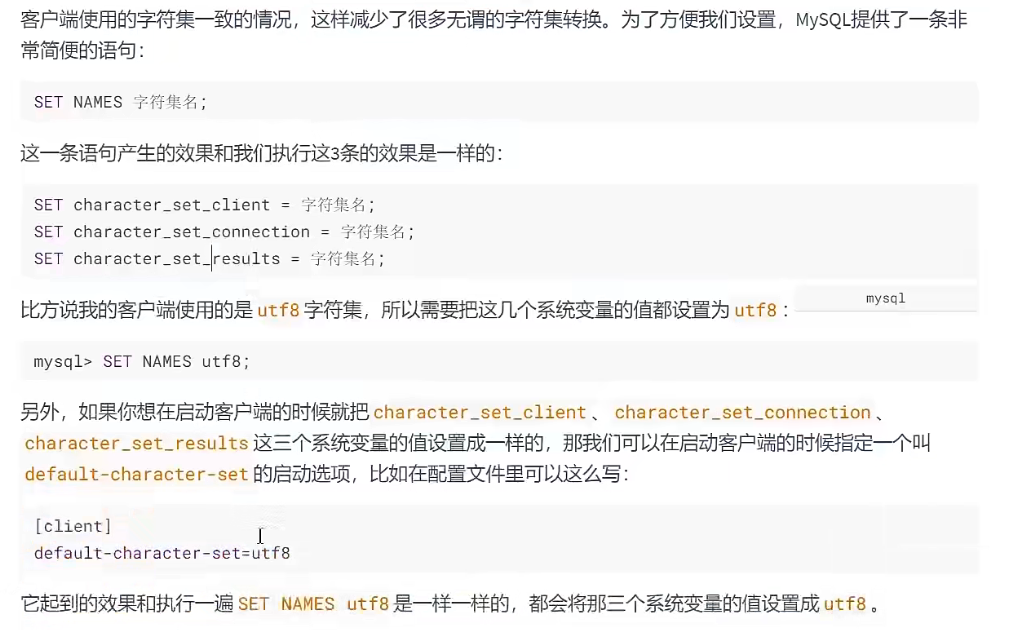 客户端使用的字符集一致的情况，这样减少了很多无谓的字符集转换。为了方便我们设置，MySQL提供了一条非
常简便的语句：
SET NAMES 字符集名;
这一条语句产生的效果和我们执行这3条的效果是一样的：
SET character_set_client = 字符集名;
SET character_set_connection = 字符集名;
SET character_set_results = 字符集名;
比方说我的客户端使用的是 utf8 字符集，所以需要把这几个系统变量的值都设置为 utf8 ：
mysql
mysql> SET NAMES utf8;
另外，如果你想在启动客户端的时候就把 character_set_client 、 character_set_connection 、
character_set_results 这三个系统变量的值设置成一样的，那我们可以在启动客户端的时候指定一个叫
default-character-set 的启动选项，比如在配置文件里可以这么写：
[client]
default-character-set=utf8
它起到的效果和执行一遍 SET NAMES utf8 是一样一样的，都会将那三个系统变量的值设置成 utf8 。